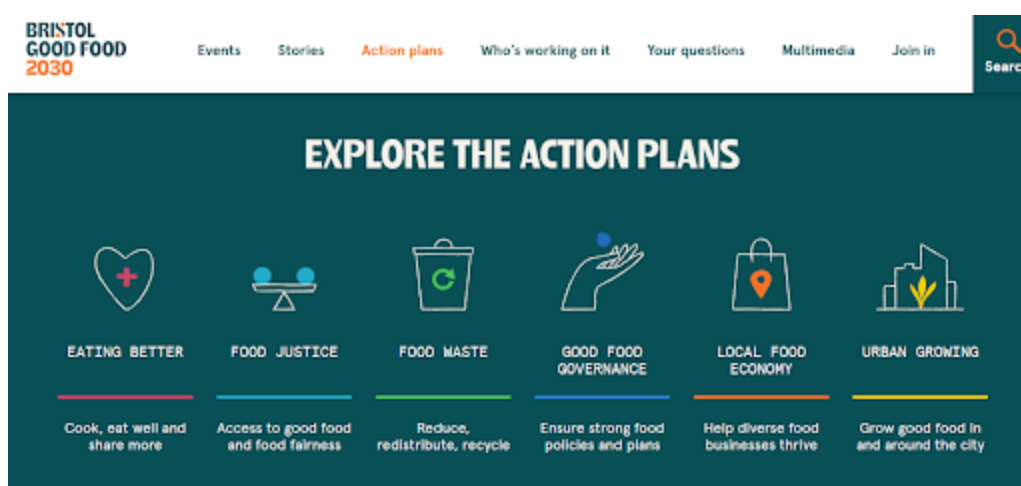 BRISTOL
GOOD FOOD
2030
Events Stories Action plans Who's working on it Your questions Multimedia Join in
Searc
EXPLORE THE ACTION PLANS
EATING BETTER
FOOD JUSTICE
FOOD WASTE
GOOD FOOD
GOVERNANCE
LOCAL FOOD
ECONOMY
URBAN GROWING
Cook, eat well and
share more
Access to good food
and food fairness
Reduce,
redistribute, recycle
Ensure strong food
policies and plans
Help diverse food
businesses thrive
Grow good food in
and around the city